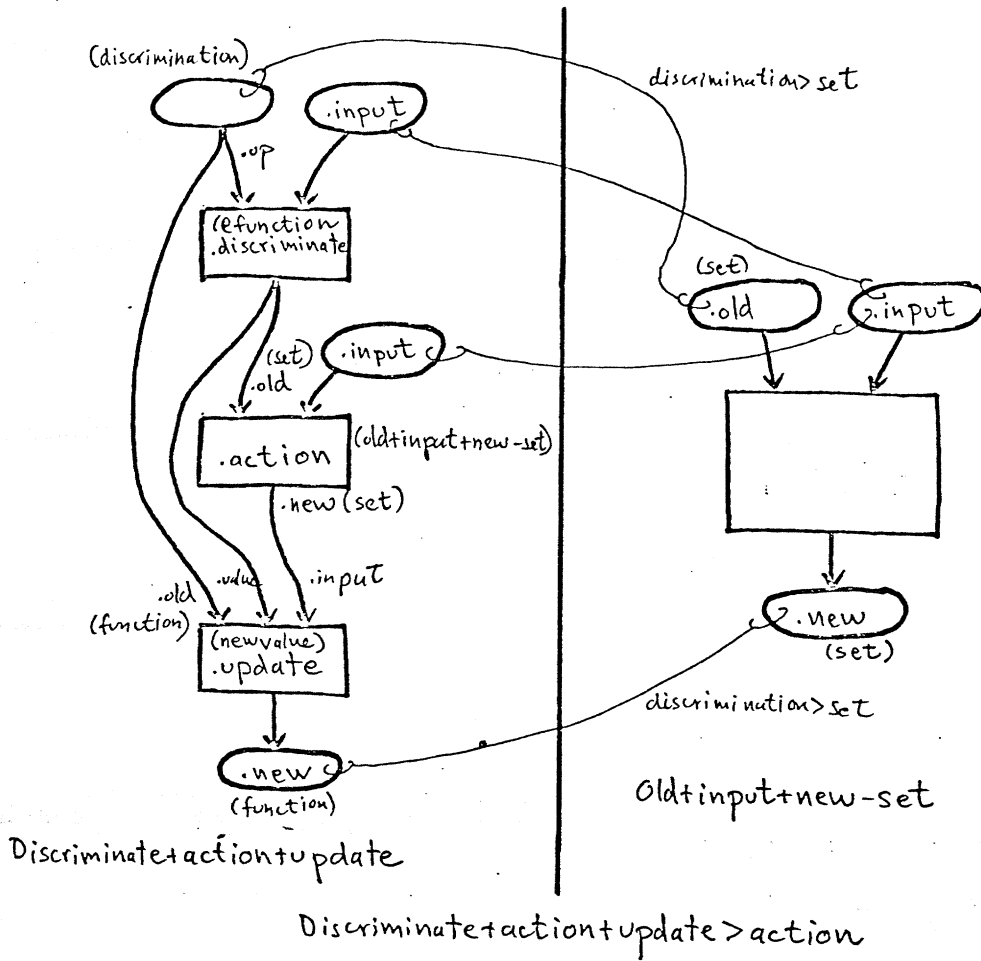 (discrimination)
discrimination>set
.input
.op
(@function
.discriminate
(set)
.old
.input
(set)
.old
.input
.action
(old+input+new-set)
.new (set)
.old
.value
.input
(function)
(newvalue)
.update
.new
(set)
discrimination>set
.new
(function)
Old+input+new-set
Discriminate+action+update
Discriminate+action+update>action